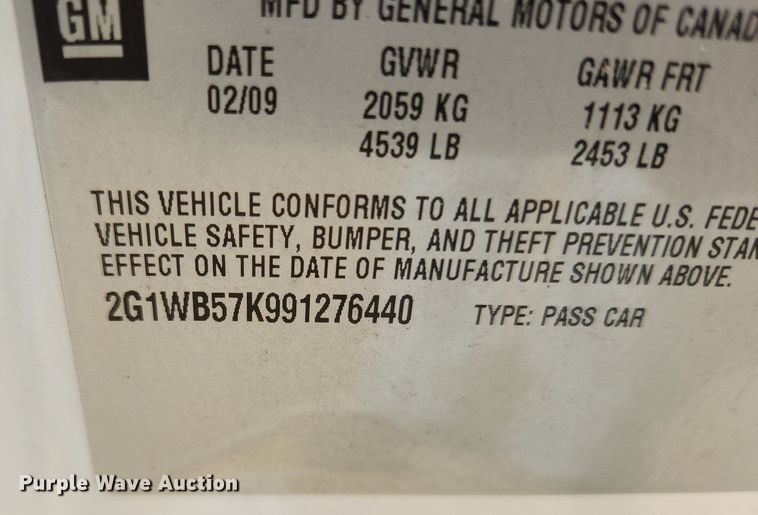 GM
MFD BY GENERAL MOTORS OF CANAD
DATE GVWR GAWR FRT
02/09 2059 KG 1113 KG
4539 LB 2453 LB
THIS VEHICLE CONFORMS TO ALL APPLICABLE U.S. FEDE
VEHICLE SAFETY, BUMPER, AND THEFT PREVENTION STAN
EFFECT ON THE DATE OF MANUFACTURE SHOWN ABOVE.
2G1WB57K991276440 TYPE: PASS CAR
Purple Wave Auction